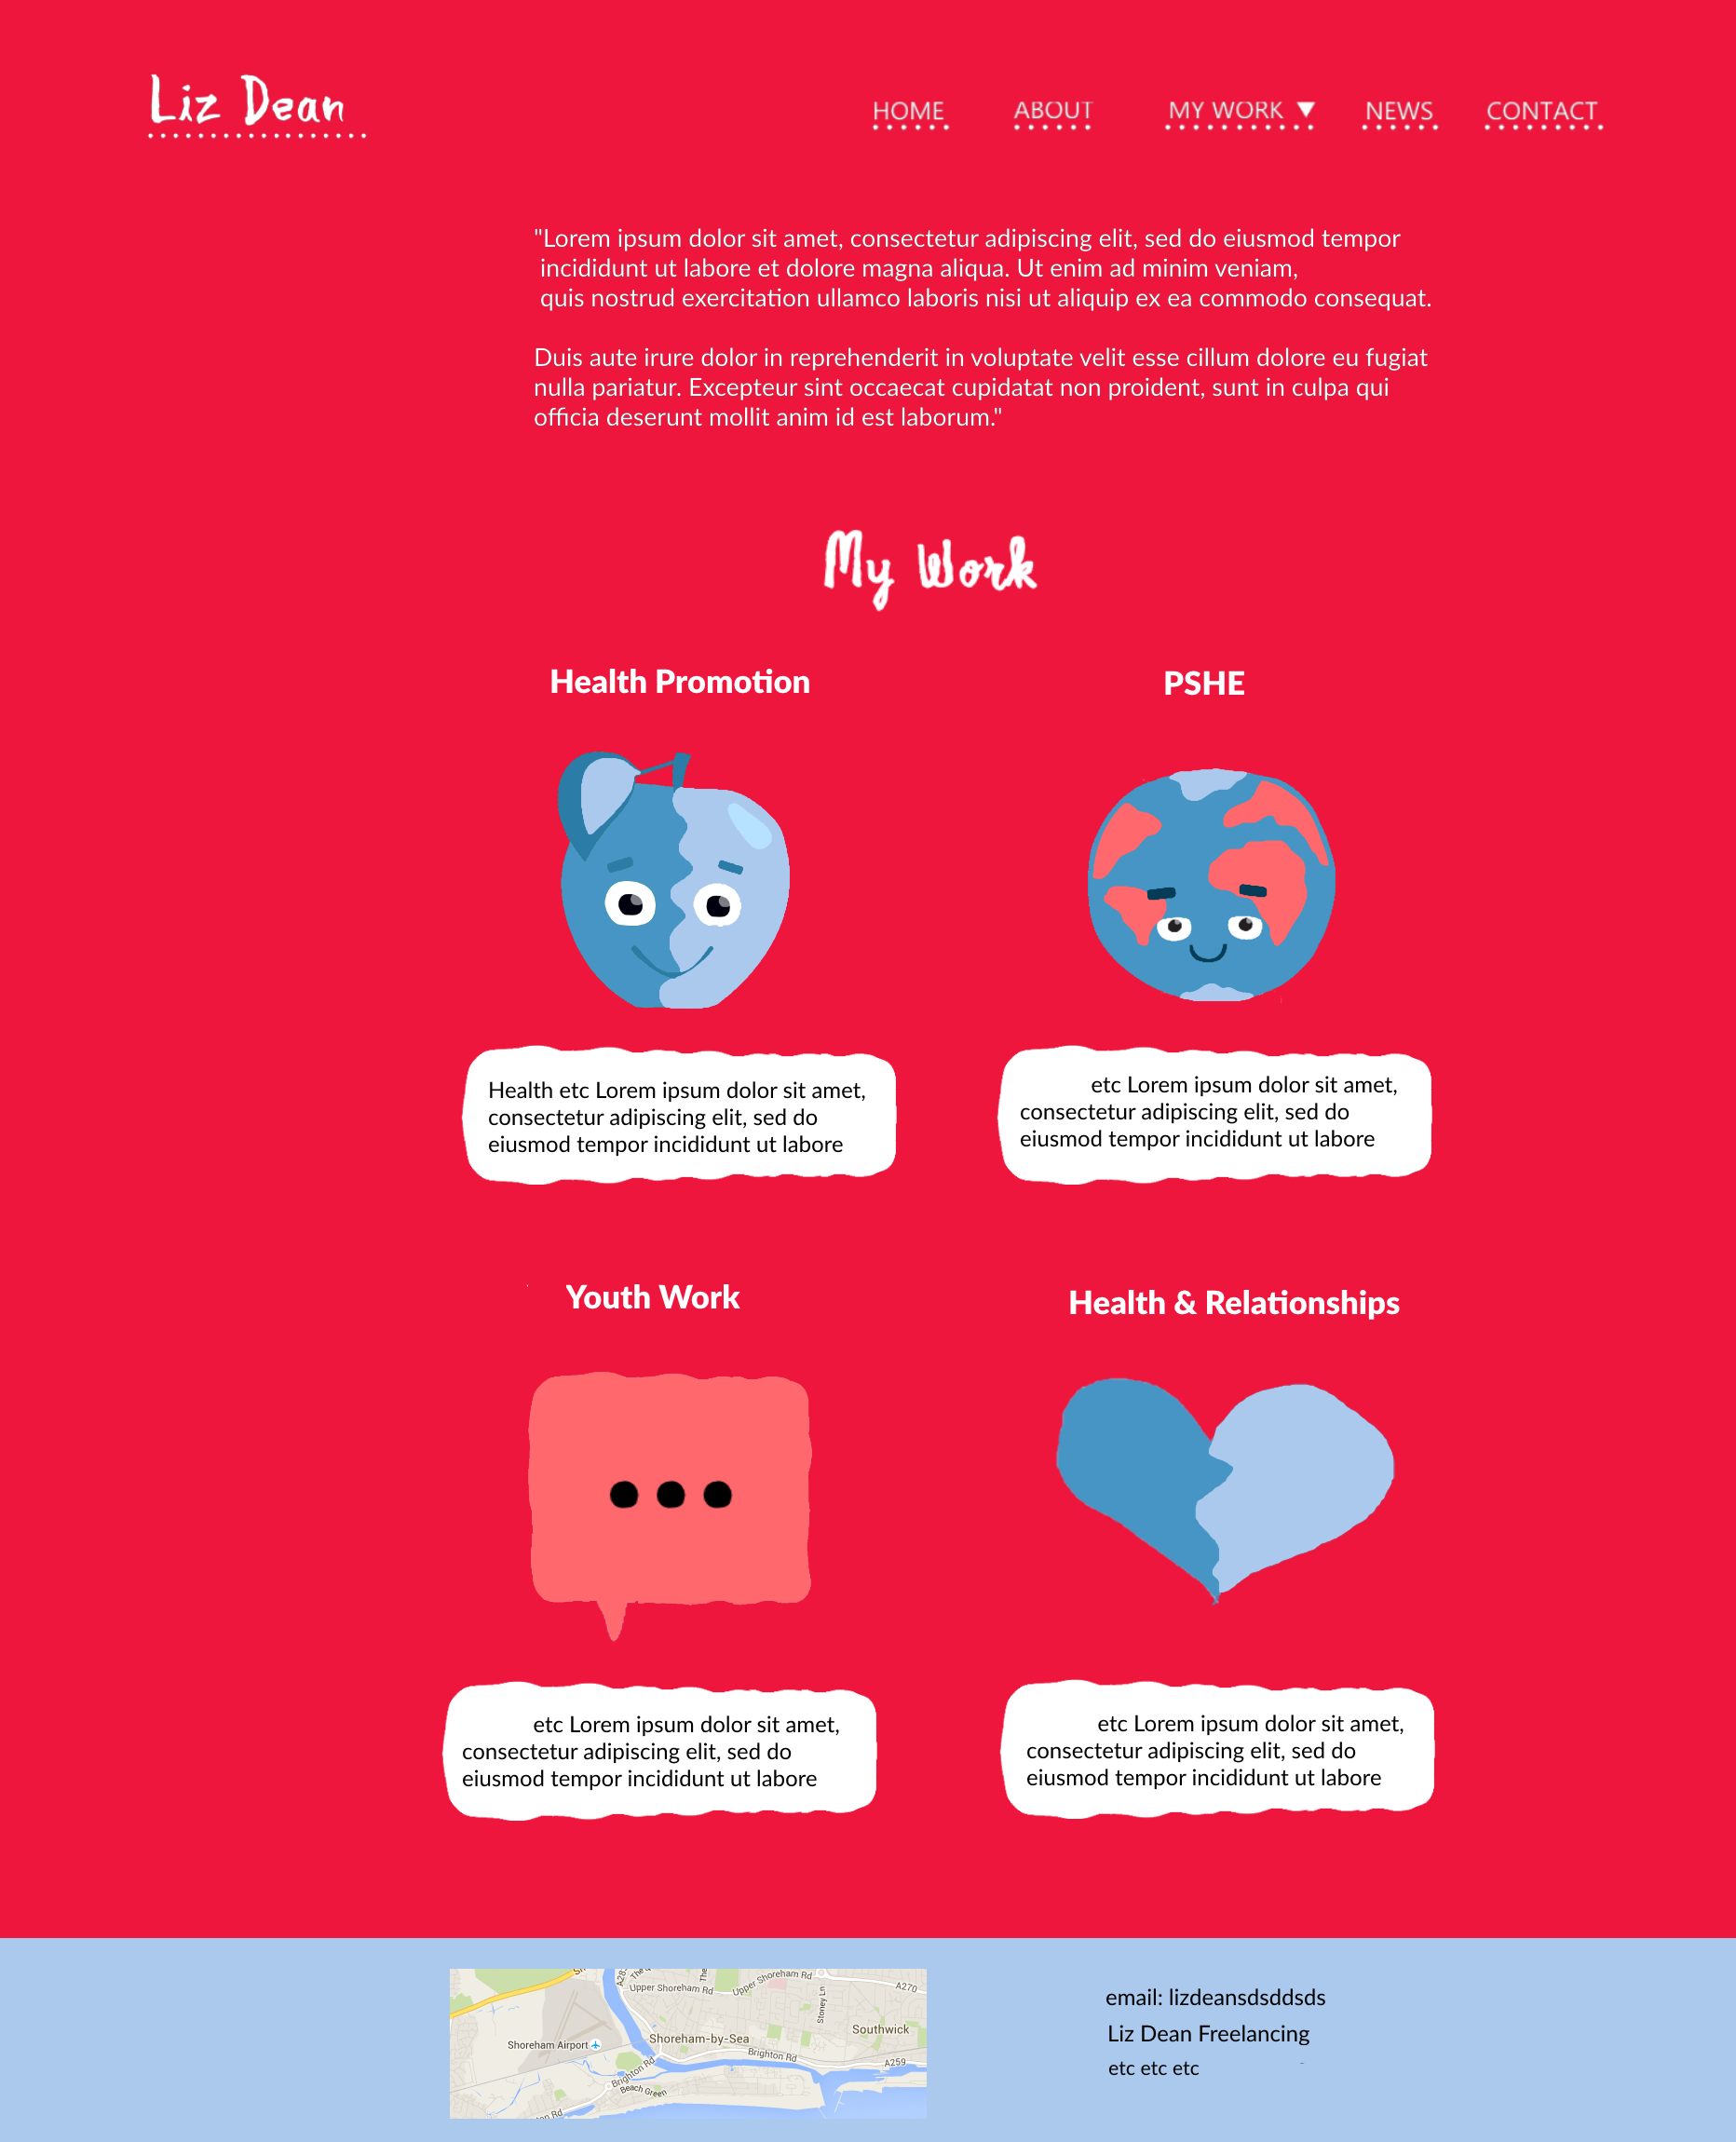 Liz Dean
HOME ABOUT MY WORK ▼ NEWS CONTACT
"Lorem ipsum dolor sit amet, consectetur adipiscing elit, sed do eiusmod tempor
incididunt ut labore et dolore magna aliqua. Ut enim ad minim veniam,
quis nostrud exercitation ullamco laboris nisi ut aliquip ex ea commodo consequat.
Duis aute irure dolor in reprehenderit in voluptate velit esse cillum dolore eu fugiat
nulla pariatur. Excepteur sint occaecat cupidatat non proident, sunt in culpa qui
officia deserunt mollit anim id est laborum."
My Work
Health Promotion
Health etc Lorem ipsum dolor sit amet,
consectetur adipiscing elit, sed do
eiusmod tempor incididunt ut labore
PSHE
etc Lorem ipsum dolor sit amet,
consectetur adipiscing elit, sed do
eiusmod tempor incididunt ut labore
Youth Work
etc Lorem ipsum dolor sit amet,
consectetur adipiscing elit, sed do
eiusmod tempor incididunt ut labore
Health & Relationships
etc Lorem ipsum dolor sit amet,
consectetur adipiscing elit, sed do
eiusmod tempor incididunt ut labore
Upper Shoreham Rd
Upper Shoreham Rd
A270
Stoney Ln
Shoreham-by-Sea
Southwick
Shoreham Airport
Brighton Rd
A259
Brighton Rd
Beach Green
Rd
email: lizdeansdsddsds
Liz Dean Freelancing
etc etc etc